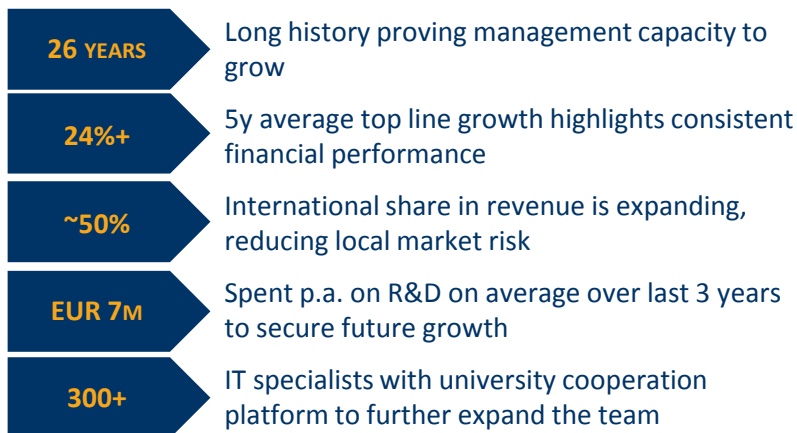 26 YEARS
Long history proving management capacity to
grow
24%+
5y average top line growth highlights consistent
financial performance
~50%
International share in revenue is expanding,
reducing local market risk
EUR 7M
Spent p.a. on R&D on average over last 3 years
to secure future growth
300+
IT specialists with university cooperation
platform to further expand the team